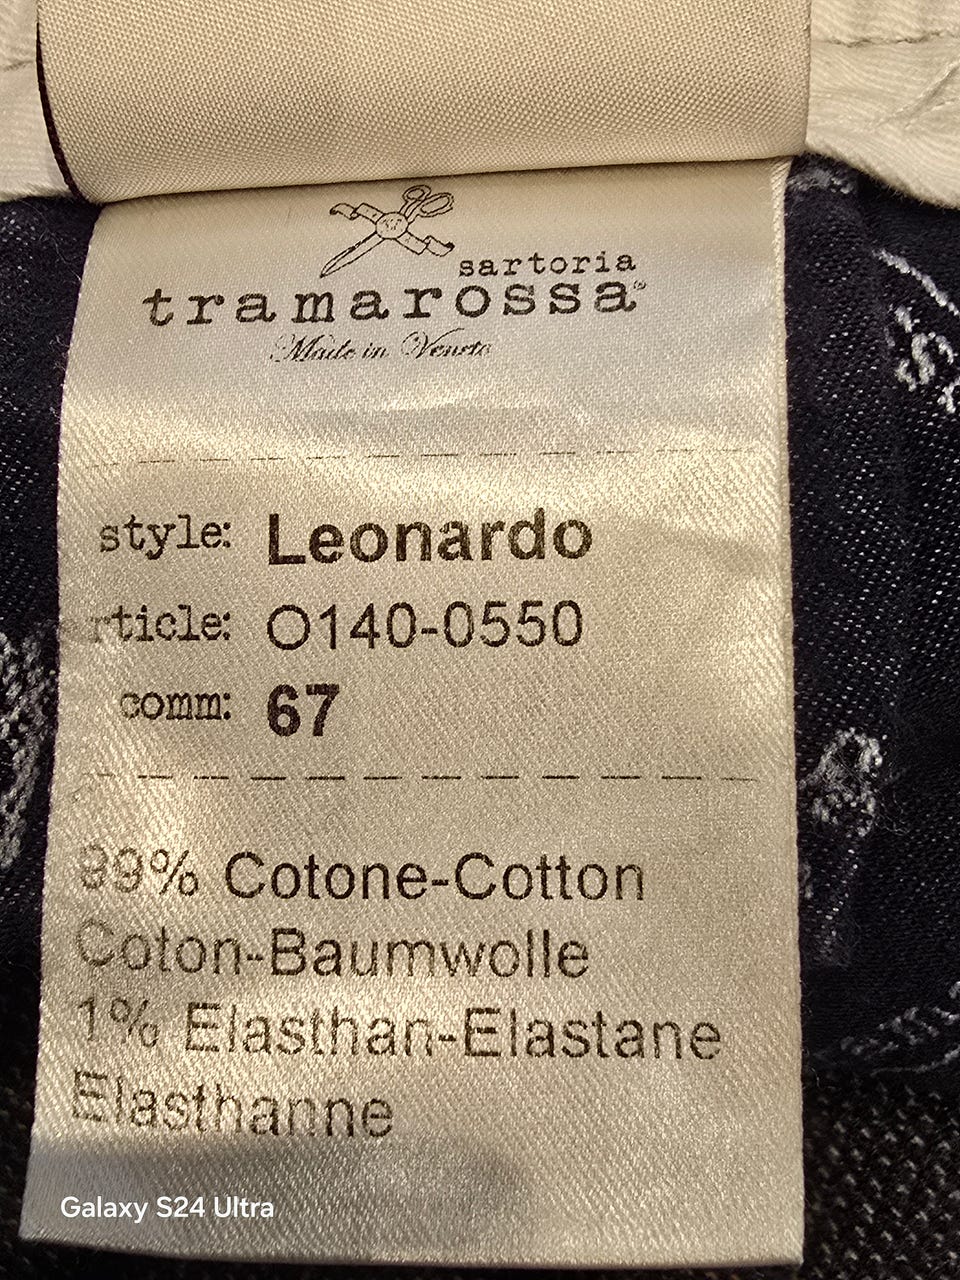 sartoria
tramarossa™
Made in Veneto
style: Leonardo
rticle: O140-0550
comm: 67
99% Cotone-Cotton
Coton-Baumwolle
1% Elasthan-Elastane
Elasthanne
Galaxy S24 Ultra